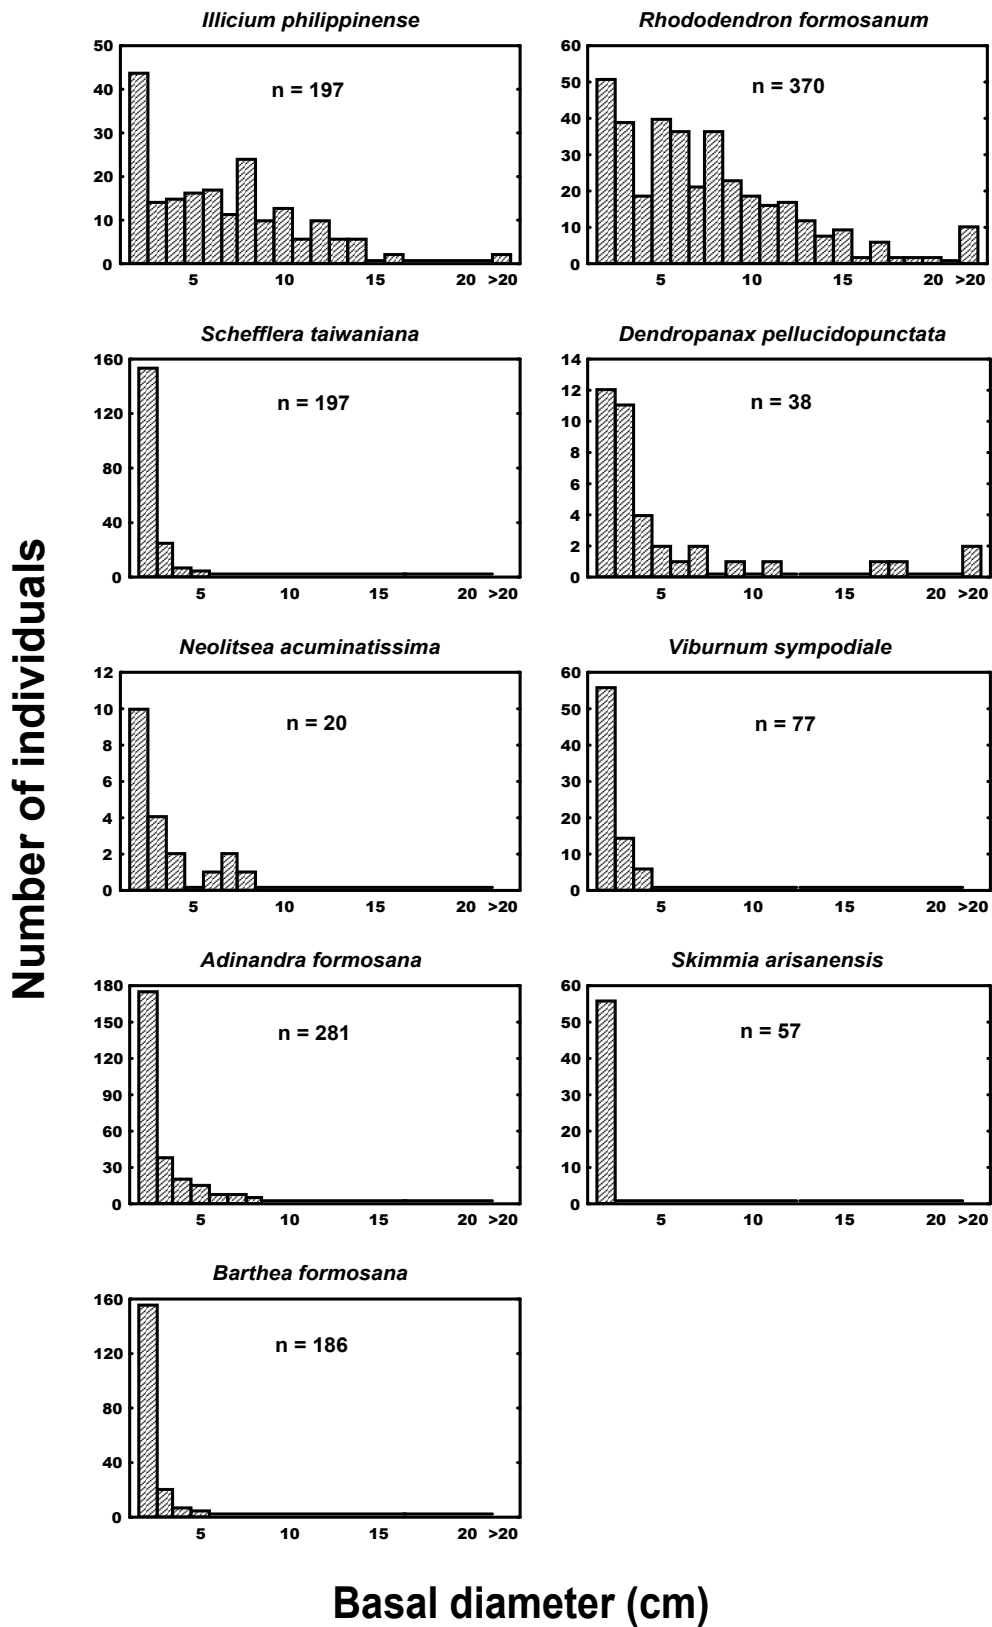 Illicium philippinense
50
40
30
20
10
0
n = 197
5 10 15 >20
Rhododendron formosanum
60
50
40
30
20
10
0
n = 370
5 10 15 20 >20
Schefflera taiwaniana
160
120
80
40
0
n = 197
5 10 15 20 >20
Dendropanax pellucidopunctata
14
12
10
8
6
4
2
0
n = 38
5 10 15 20 >20
Neolitsea acuminatissima
12
10
8
6
4
2
0
n = 20
5 10 15 20 >20
Viburnum sympodiale
60
50
40
30
20
10
0
n = 77
5 10 15 20 >20
Adinandra formosana
180
150
120
90
60
30
0
n = 281
5 10 15 20 >20
Skimmia arisanensis
60
50
40
30
20
10
0
n = 57
5 10 15 20 >20
Barthea formosana
160
120
80
40
0
n = 186
5 10 15 20 >20
Number of individuals
Basal diameter (cm)